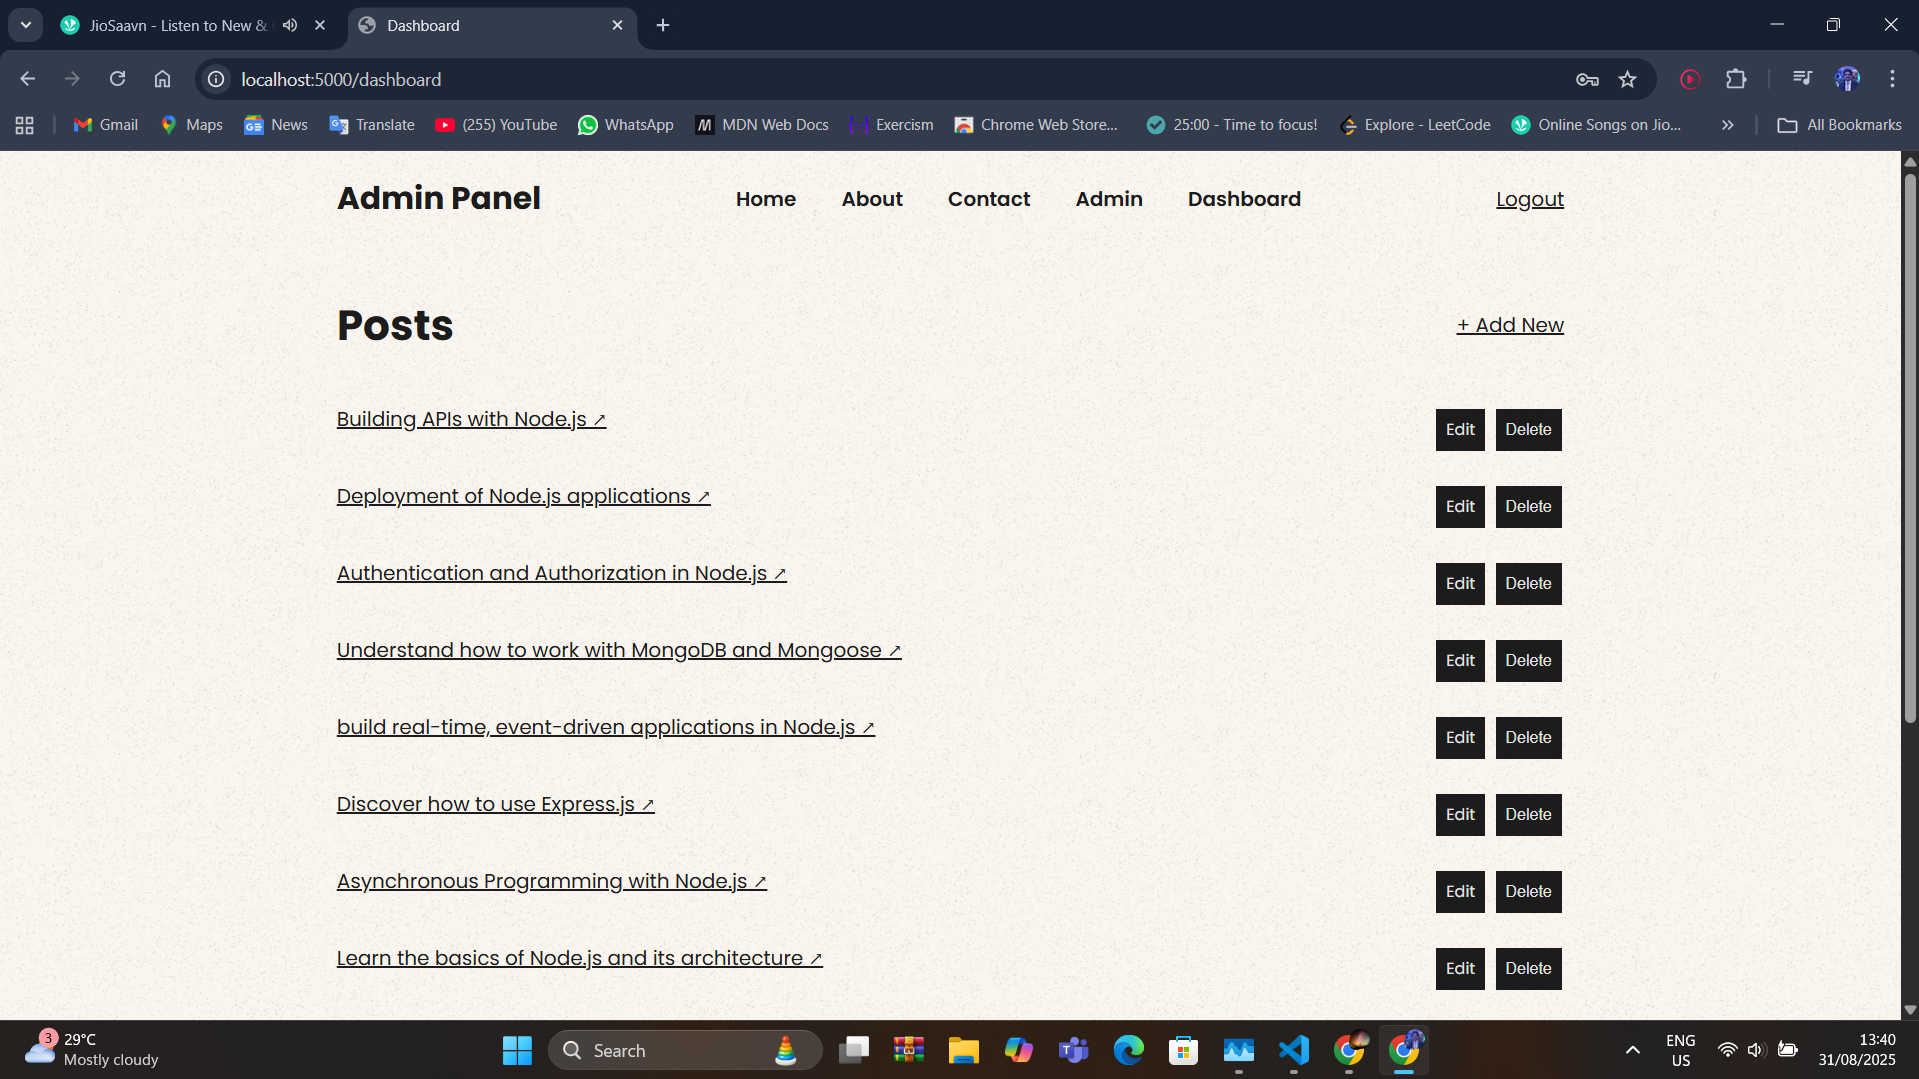 JioSaavn - Listen to New &
Dashboard
localhost:5000/dashboard
Gmail
Maps
News
Translate
(255) YouTube
WhatsApp
MDN Web Docs
Exercism
Chrome Web Store...
25:00 - Time to focus!
Explore - LeetCode
Online Songs on Jio...
All Bookmarks
Admin Panel
Home
About
Contact
Admin
Dashboard
Logout
Posts
+ Add New
Building APIs with Node.js ↗
Edit
Delete
Deployment of Node.js applications ↗
Edit
Delete
Authentication and Authorization in Node.js ↗
Edit
Delete
Understand how to work with MongoDB and Mongoose ↗
Edit
Delete
build real-time, event-driven applications in Node.js ↗
Edit
Delete
Discover how to use Express.js ↗
Edit
Delete
Asynchronous Programming with Node.js ↗
Edit
Delete
Learn the basics of Node.js and its architecture ↗
Edit
Delete
3
29°C
Mostly cloudy
Search
ENG
US
13:40
31/08/2025